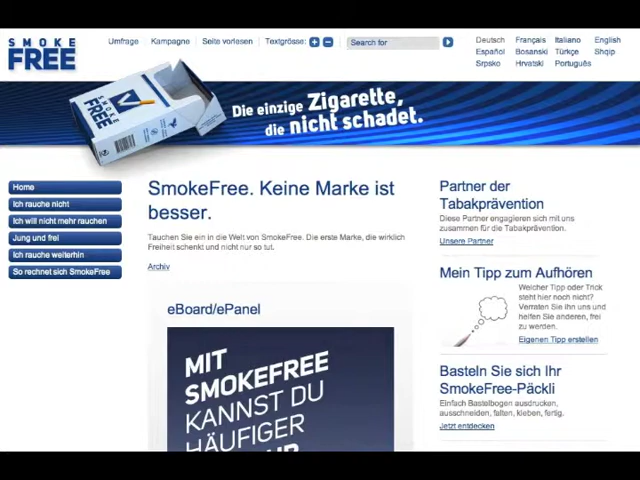 SMOKE
FREE
Umfrage
Kampagne
Seite vorlesen
Textgrösse:
Search for
Deutsch
Français
Italiano
English
Español
Bosanski
Türkçe
Shqip
Srpsko
Hrvatski
Português
SMOKE
FREE
Die einzige Zigarette,
die nicht schadet.
Home
Ich rauche nicht
Ich will nicht mehr rauchen
Jung und frei
Ich rauche weiterhin
So rechnet sich SmokeFree
SmokeFree. Keine Marke ist
besser.
Tauchen Sie ein in die Welt von SmokeFree. Die erste Marke, die wirklich
Freiheit schenkt und nicht nur so tut.
Archiv
eBoard/ePanel
MIT
SMOKEFREE
KANNST DU
HÄUFIGER
Partner der
Tabakprävention
Diese Partner engagieren sich mit uns
zusammen für die Tabakprävention.
Unsere Partner
Mein Tipp zum Aufhören
Welcher Tipp oder Trick
steht hier noch nicht?
Verraten Sie ihn uns und
helfen Sie anderen, frei
zu werden.
Eigenen Tipp erstellen
Basteln Sie sich Ihr
SmokeFree-Päckli
Einfach Bastelbogen ausdrucken,
ausschneiden, falten, kleben, fertig.
Jetzt entdecken